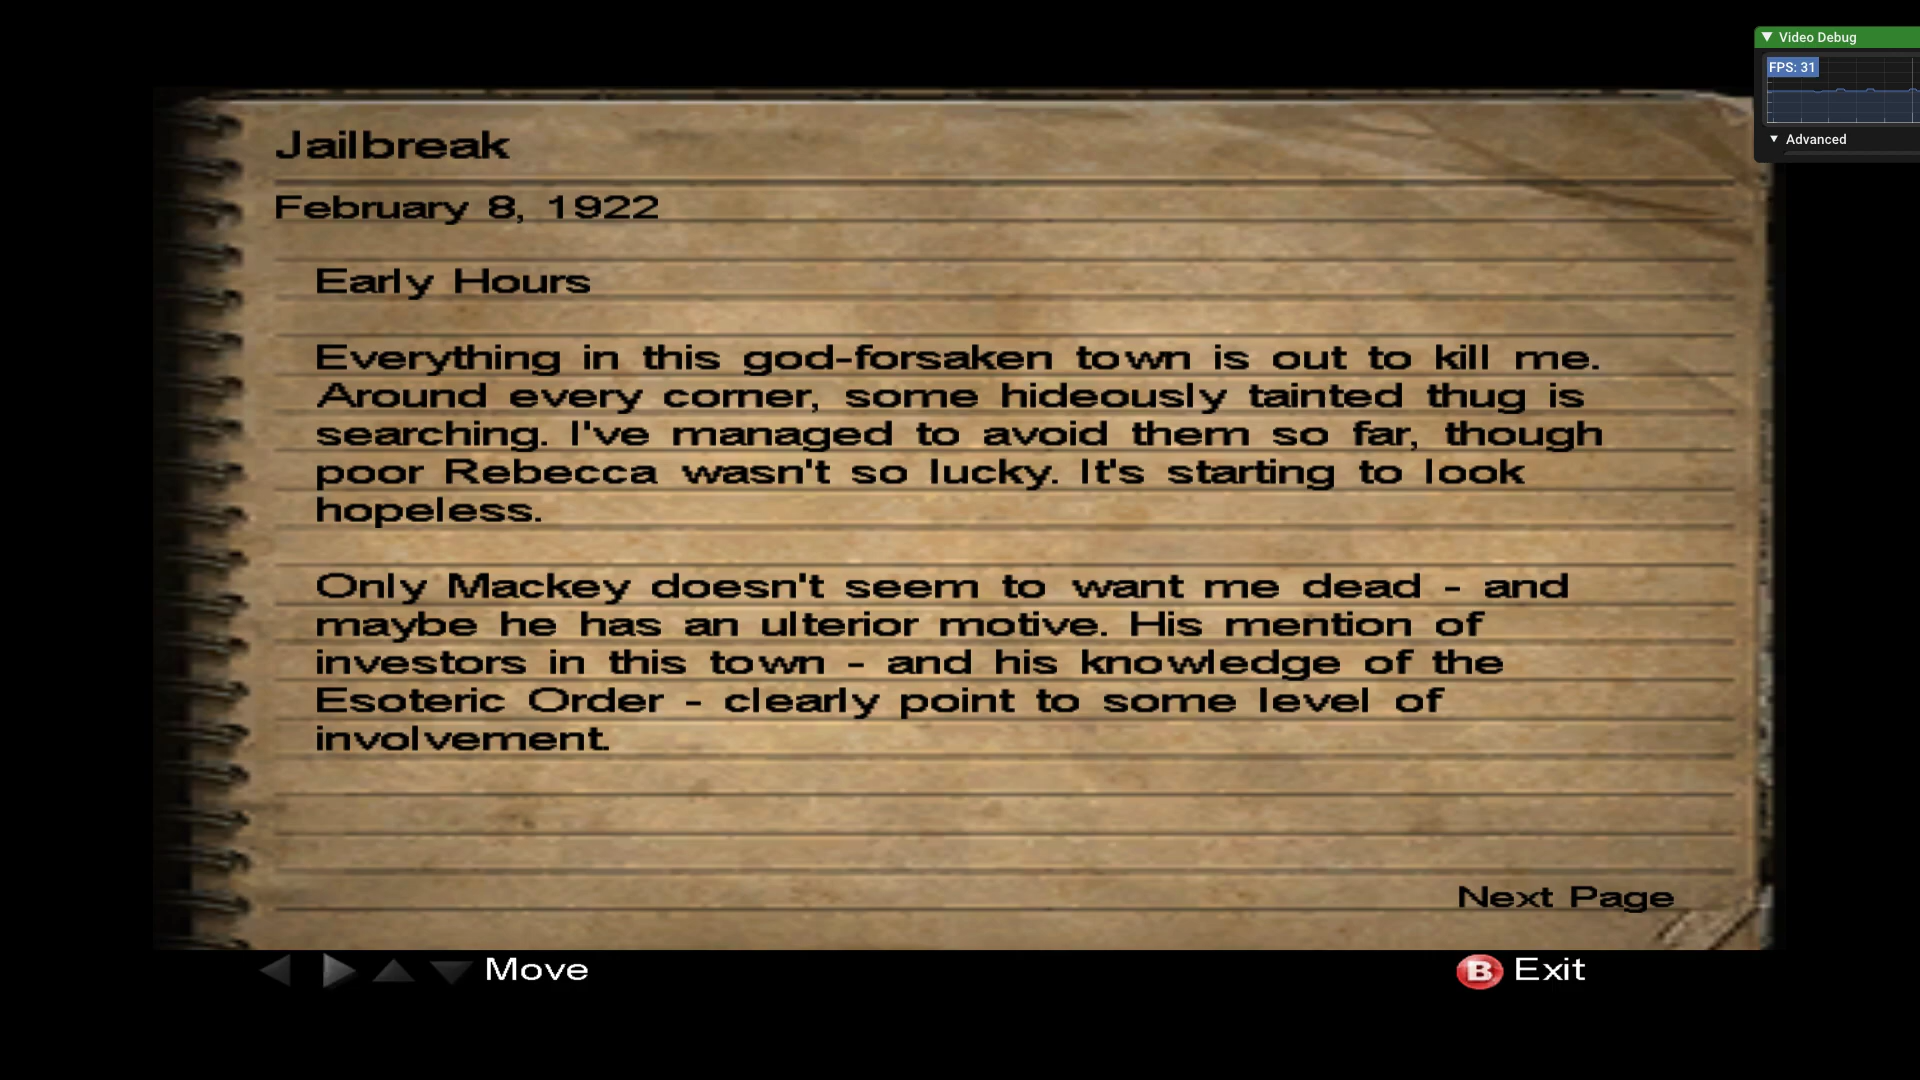 Video Debug
FPS: 31
Advanced
Jailbreak
February 8, 1922
Early Hours
Everything in this god-forsaken town is out to kill me.
Around every corner, some hideously tainted thug is
searching. I've managed to avoid them so far, though
poor Rebecca wasn't so lucky. It's starting to look
hopeless.
Only Mackey doesn't seem to want me dead - and
maybe he has an ulterior motive. His mention of
investors in this town - and his knowledge of the
Esoteric Order - clearly point to some level of
involvement.
Next Page
Move
B Exit